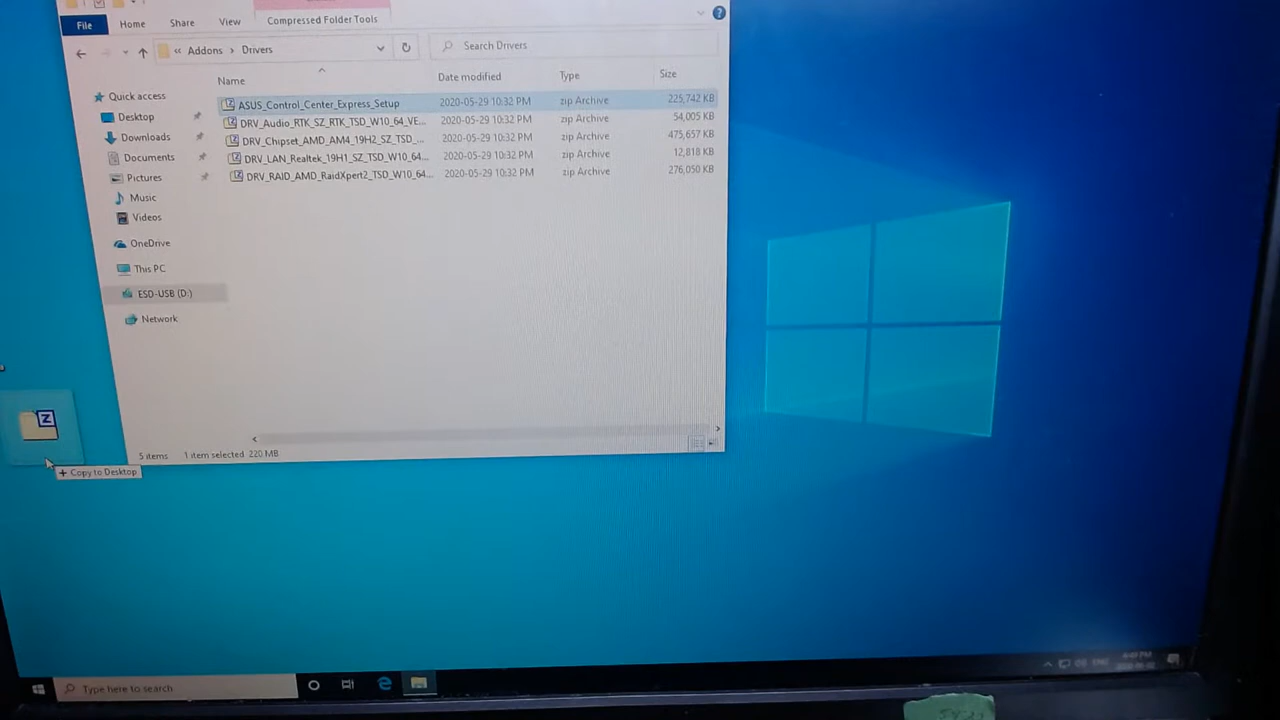 File Home Share View Compressed Folder Tools
« Addons > Drivers Search Drivers
Name Date modified Type Size
Quick access
Desktop
Downloads
Documents
Pictures
Music
Videos
OneDrive
This PC
ESD-USB (D:)
Network
ASUS_Control_Center_Express_Setup 2020-05-29 10:32 PM zip Archive 225,742 KB
DRV_Audio_RTK_SZ_RTK_TSD_W10_64_VE... 2020-05-29 10:32 PM zip Archive 54,005 KB
DRV_Chipset_AMD_AM4_19H2_SZ_TSD_... 2020-05-29 10:32 PM zip Archive 475,657 KB
DRV_LAN_Realtek_19H1_SZ_TSD_W10_64... 2020-05-29 10:32 PM zip Archive 12,818 KB
DRV_RAID_AMD_RaidXpert2_TSD_W10_64... 2020-05-29 10:32 PM zip Archive 276,050 KB
5 items 1 item selected 220 MB
Z
+ Copy to Desktop
Type here to search
ENG